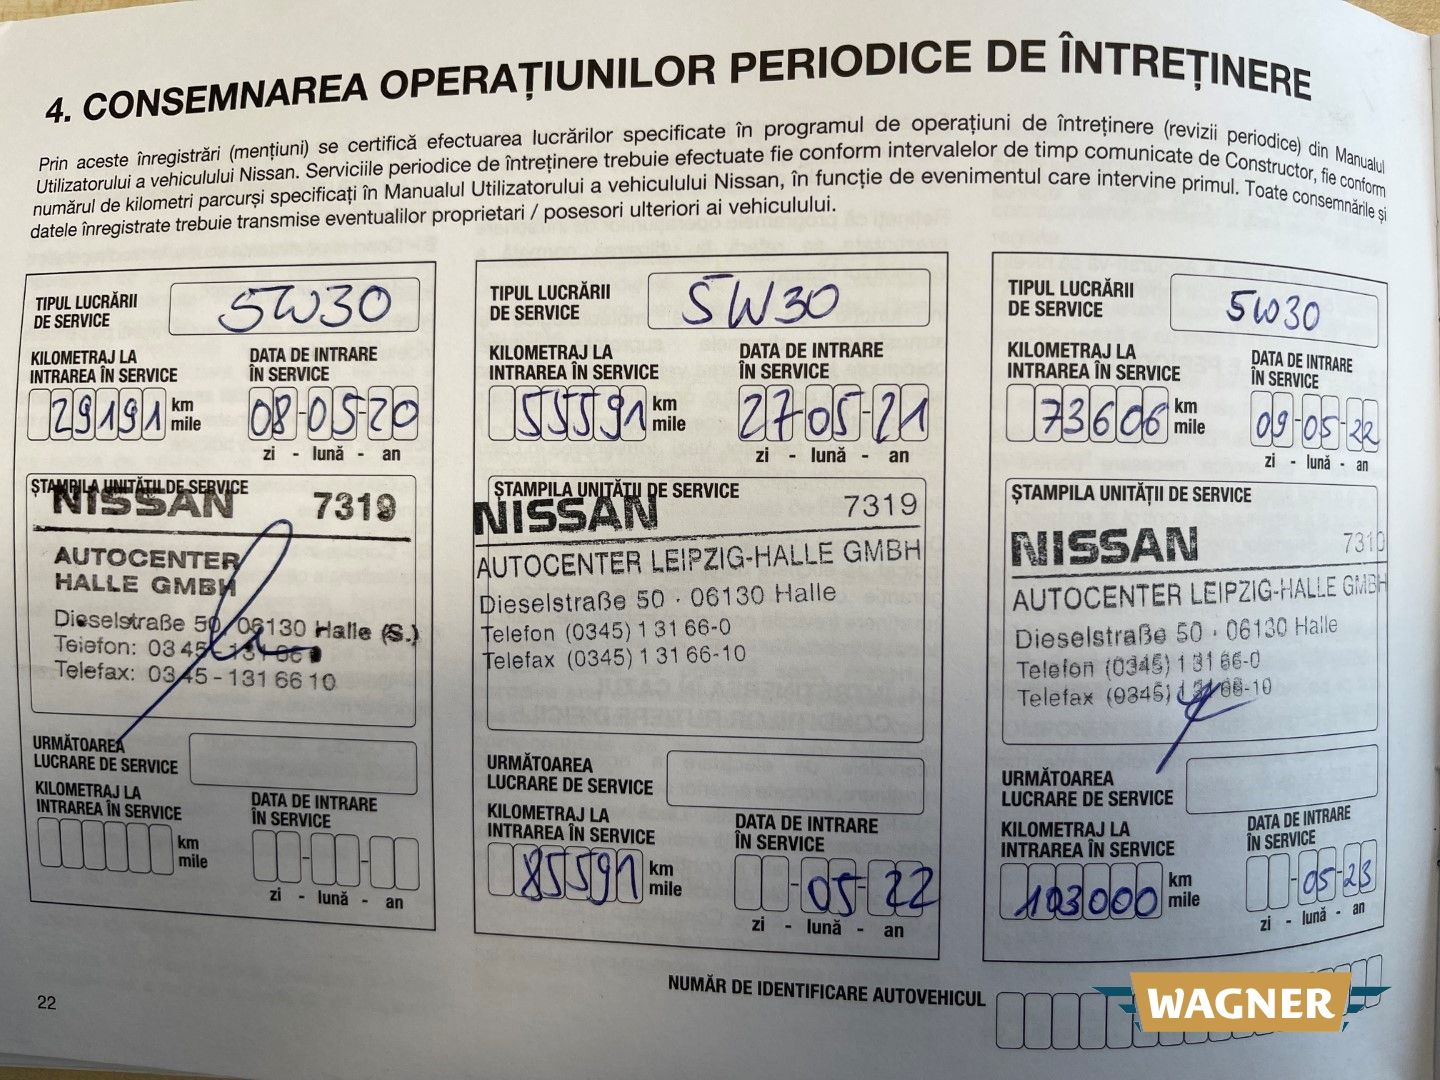 4. CONSEMNAREA OPERAȚIUNILOR PERIODICE DE ÎNTREȚINERE
Prin aceste înregistrări (mențiuni) se certifică efectuarea lucrărilor specificate în programul de operațiuni de întreținere (revizii periodice) din Manualul
Utilizatorului a vehiculului Nissan. Serviciile periodice de întreținere trebuie efectuate fie conform intervalelor de timp comunicate de Constructor, fie conform
numărul de kilometri parcurși specificați în Manualul Utilizatorului a vehiculului Nissan, în funcție de evenimentul care intervine primul. Toate consemnările și
datele înregistrate trebuie transmise eventualilor proprietari / posesori ulteriori ai vehiculului.
TIPUL LUCRĂRII
DE SERVICE
5W30
KILOMETRAJ LA
INTRAREA ÎN SERVICE
DATA DE INTRARE
ÎN SERVICE
29191 km
mile
08-05-20
zi - lună - an
ȘTAMPILA UNITĂȚII DE SERVICE
NISSAN 7319
AUTOCENTER
HALLE GMBH
Dieselstraße 50, 06130 Halle (S.)
Telefon: 03 45 - 131 66
Telefax: 03 45 - 131 66 10
URMĂTOAREA
LUCRARE DE SERVICE
KILOMETRAJ LA
INTRAREA ÎN SERVICE
DATA DE INTRARE
ÎN SERVICE
km
mile
zi - lună - an
TIPUL LUCRĂRII
DE SERVICE
5W30
KILOMETRAJ LA
INTRAREA ÎN SERVICE
DATA DE INTRARE
ÎN SERVICE
55591 km
mile
27-05-21
zi - lună - an
ȘTAMPILA UNITĂȚII DE SERVICE
NISSAN 7319
AUTOCENTER LEIPZIG-HALLE GMBH
Dieselstraße 50 · 06130 Halle
Telefon (0345) 1 31 66-0
Telefax (0345) 1 31 66-10
URMĂTOAREA
LUCRARE DE SERVICE
KILOMETRAJ LA
INTRAREA ÎN SERVICE
DATA DE INTRARE
ÎN SERVICE
85591 km
mile
- 05 - 22
zi - lună - an
TIPUL LUCRĂRII
DE SERVICE
5W30
KILOMETRAJ LA
INTRAREA ÎN SERVICE
DATA DE INTRARE
ÎN SERVICE
73606 km
mile
09-05-22
zi - lună - an
ȘTAMPILA UNITĂȚII DE SERVICE
NISSAN
AUTOCENTER LEIPZIG-HALLE GMBH
Dieselstraße 50 · 06130 Halle
Telefon (0345) 1 31 66-0
Telefax (0345) 1 31 66-10
URMĂTOAREA
LUCRARE DE SERVICE
KILOMETRAJ LA
INTRAREA ÎN SERVICE
DATA DE INTRARE
ÎN SERVICE
103000 km
mile
- 05 - 23
zi - lună - an
22
NUMĂR DE IDENTIFICARE AUTOVEHICUL
WAGNER